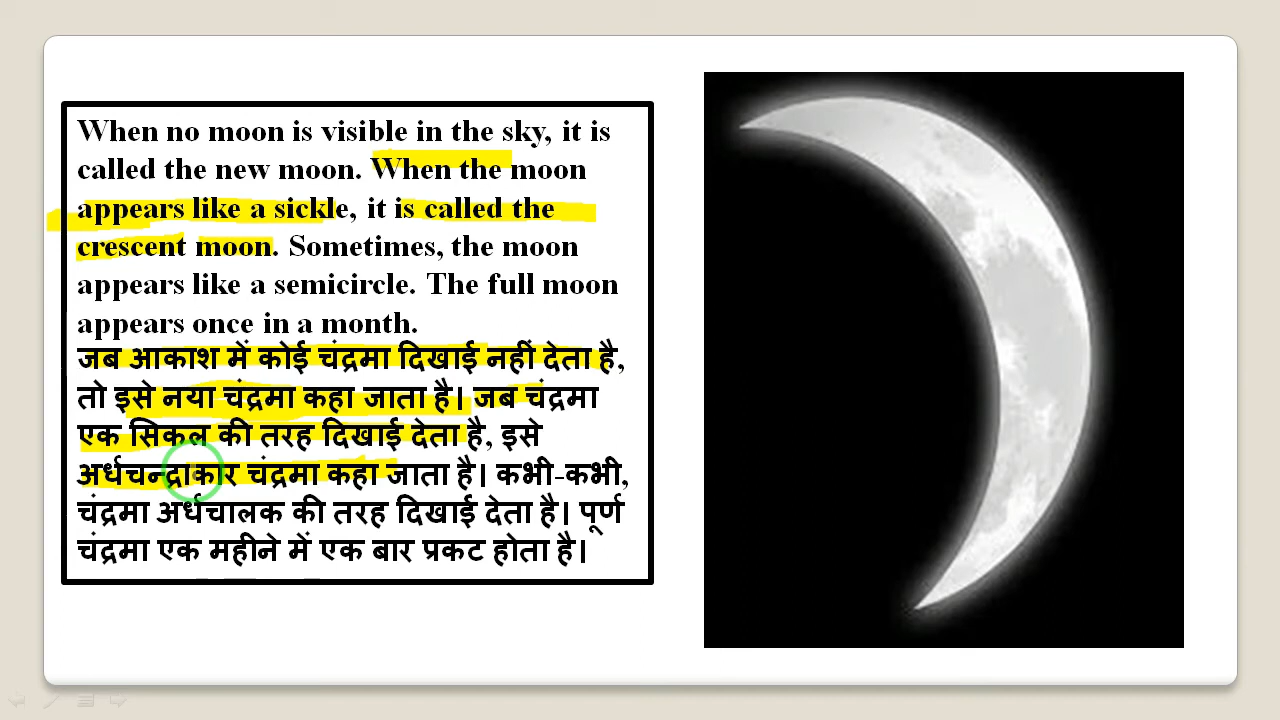 When no moon is visible in the sky, it is
called the new moon. When the moon
appears like a sickle, it is called the
crescent moon. Sometimes, the moon
appears like a semicircle. The full moon
appears once in a month.
जब आकाश में कोई चंद्रमा दिखाई नहीं देता है,
तो इसे नया चंद्रमा कहा जाता है। जब चंद्रमा
एक सिकल की तरह दिखाई देता है, इसे
अर्धचन्द्राकार चंद्रमा कहा जाता है। कभी-कभी,
चंद्रमा अर्धचालक की तरह दिखाई देता है। पूर्ण
चंद्रमा एक महीने में एक बार प्रकट होता है।